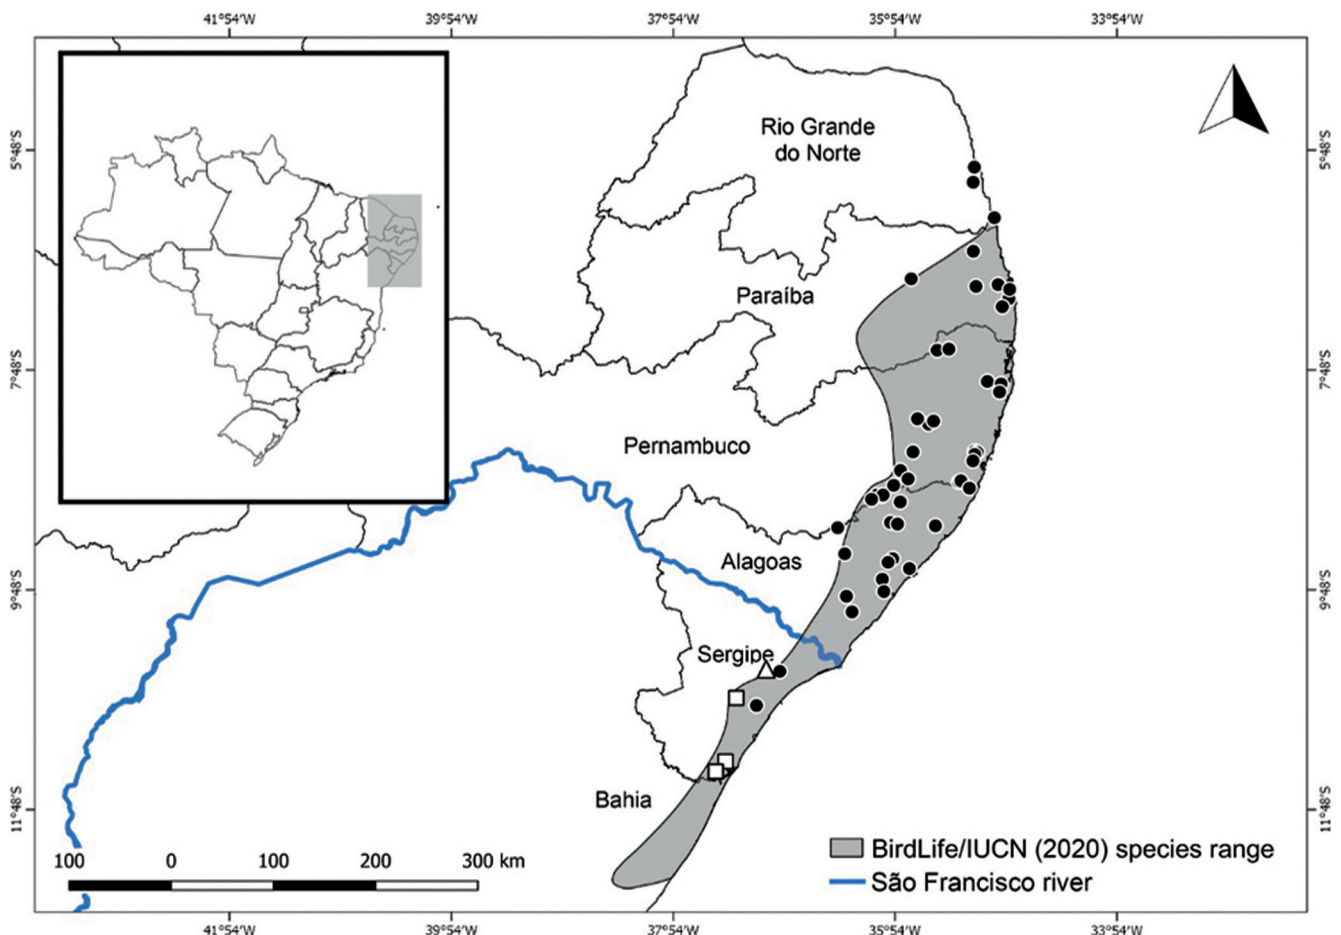 41°54'W 39°54'W 37°54'W 35°54'W 33°54'W
5°48'S
5°48'S
Rio Grande
do Norte
Paraíba
7°48'S
7°48'S
Pernambuco
Alagoas
9°48'S
9°48'S
Sergipe
Bahia
11°48'S
11°48'S
BirdLife/IUCN (2020) species range
São Francisco river
100 0 100 200 300 km
41°54'W 39°54'W 37°54'W 35°54'W 33°54'W